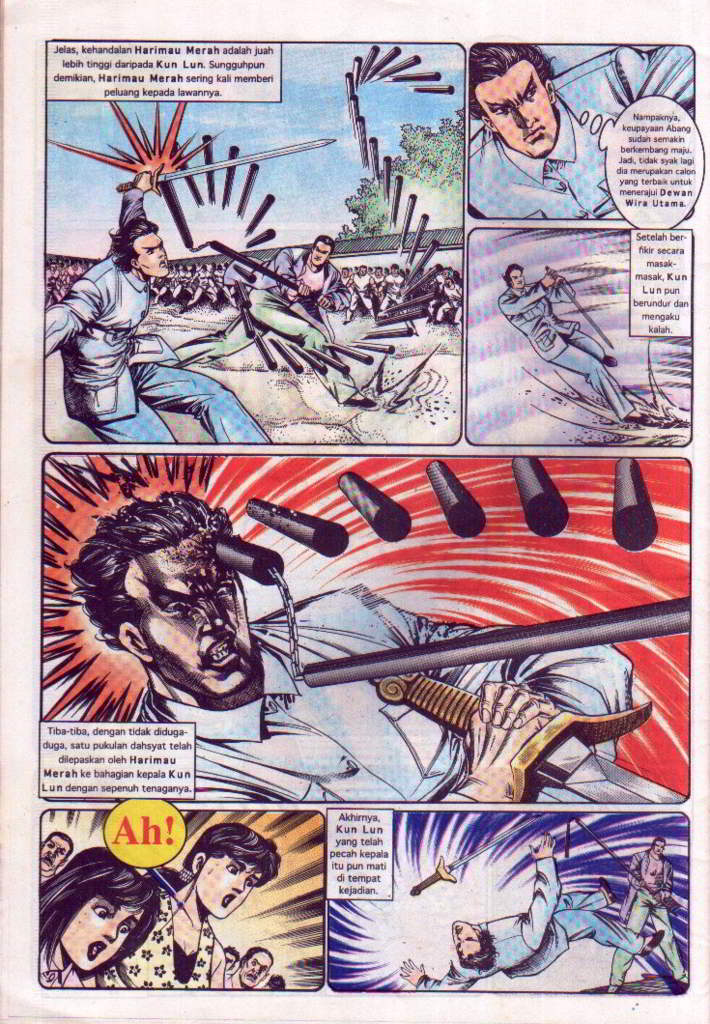 Jelas, kehandalan Harimau Merah adalah juah
lebih tinggi daripada Kun Lun. Sungguhpun
demikian, Harimau Merah sering kali memberi
peluang kepada lawannya.
Nampaknya,
keupayaan Abang
sudah semakin
berkembang maju.
Jadi, tidak syak lagi
dia merupakan calon
yang terbaik untuk
menerajui Dewan
Wira Utama.
Setelah ber-
fikir secara
masak-
masak, Kun
Lun pun
berundur dan
mengaku
kalah.
Tiba-tiba, dengan tidak diduga-
duga, satu pukulan dahsyat telah
dilepaskan oleh Harimau
Merah ke bahagian kepala Kun
Lun dengan sepenuh tenaganya.
Ah!
Akhirnya,
Kun Lun
yang telah
pecah kepala
itu pun mati
di tempat
kejadian.